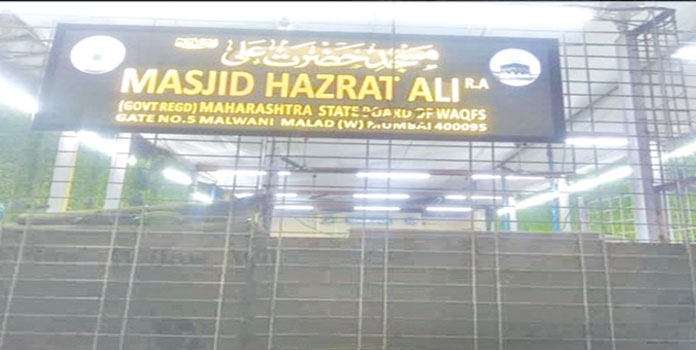 مسجد حضرت علی
MASJID HAZRAT ALI R.A
(GOVT REGD) MAHARASHTRA STATE BOARD OF WAQFS
GATE NO.5 MALWANI MALAD (W) MUMBAI 400095